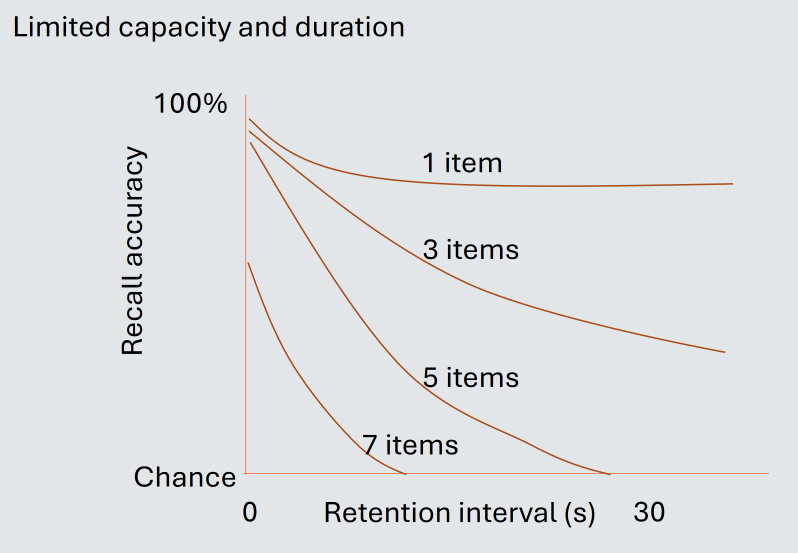 Limited capacity and duration
100%
Recall accuracy
1 item
3 items
5 items
7 items
Chance
0 Retention interval (s) 30